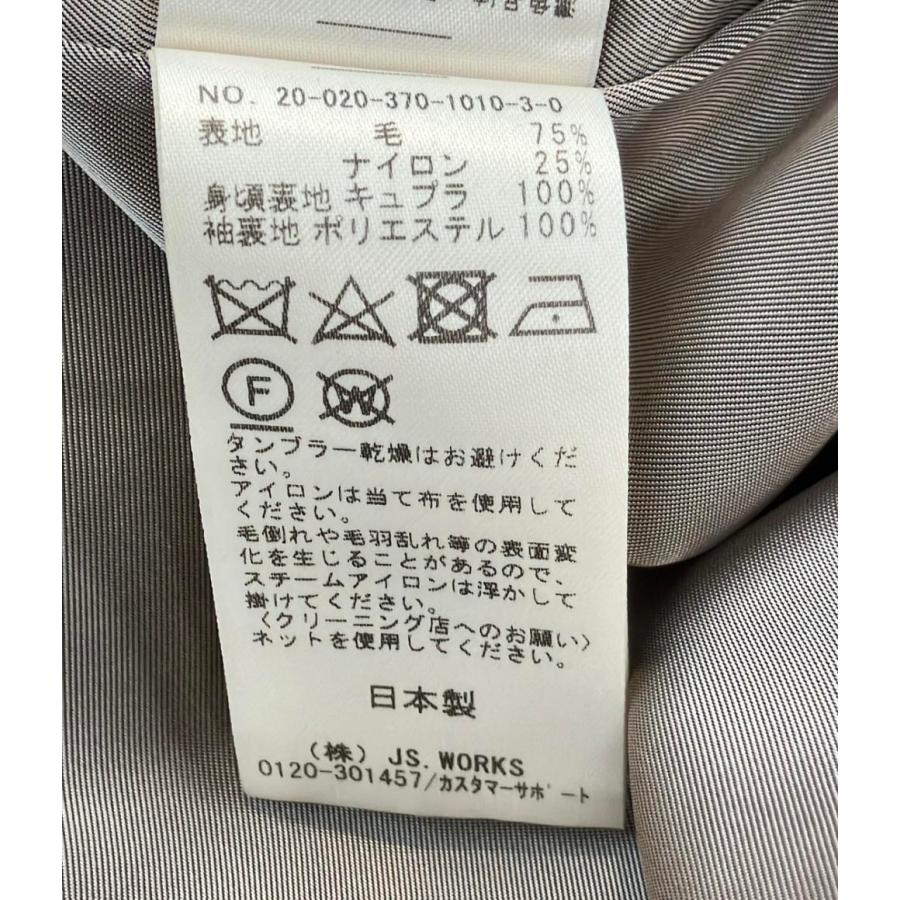 NO. 20-020-370-1010-3-0
表地 毛 75%
ナイロン 25%
身頃裏地 キュプラ 100%
袖裏地 ポリエステル 100%
F
W
タンブラー乾燥はお避けくだ
さい。
アイロンは当て布を使用して
ください。
毛倒れや毛羽乱れ等の表面変
化を生じることがあるので、
スチームアイロンは浮かして
掛けてください。
〈クリーニング店へのお願い〉
ネットを使用してください。
日本製
(株) JS.WORKS
0120-301457/カスタマーサポート